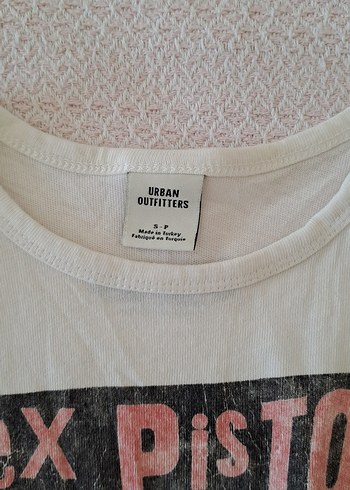 URBAN
OUTFITTERS
S - P
Made in Turkey
Fabriqué en Turquie
ex PiSTO